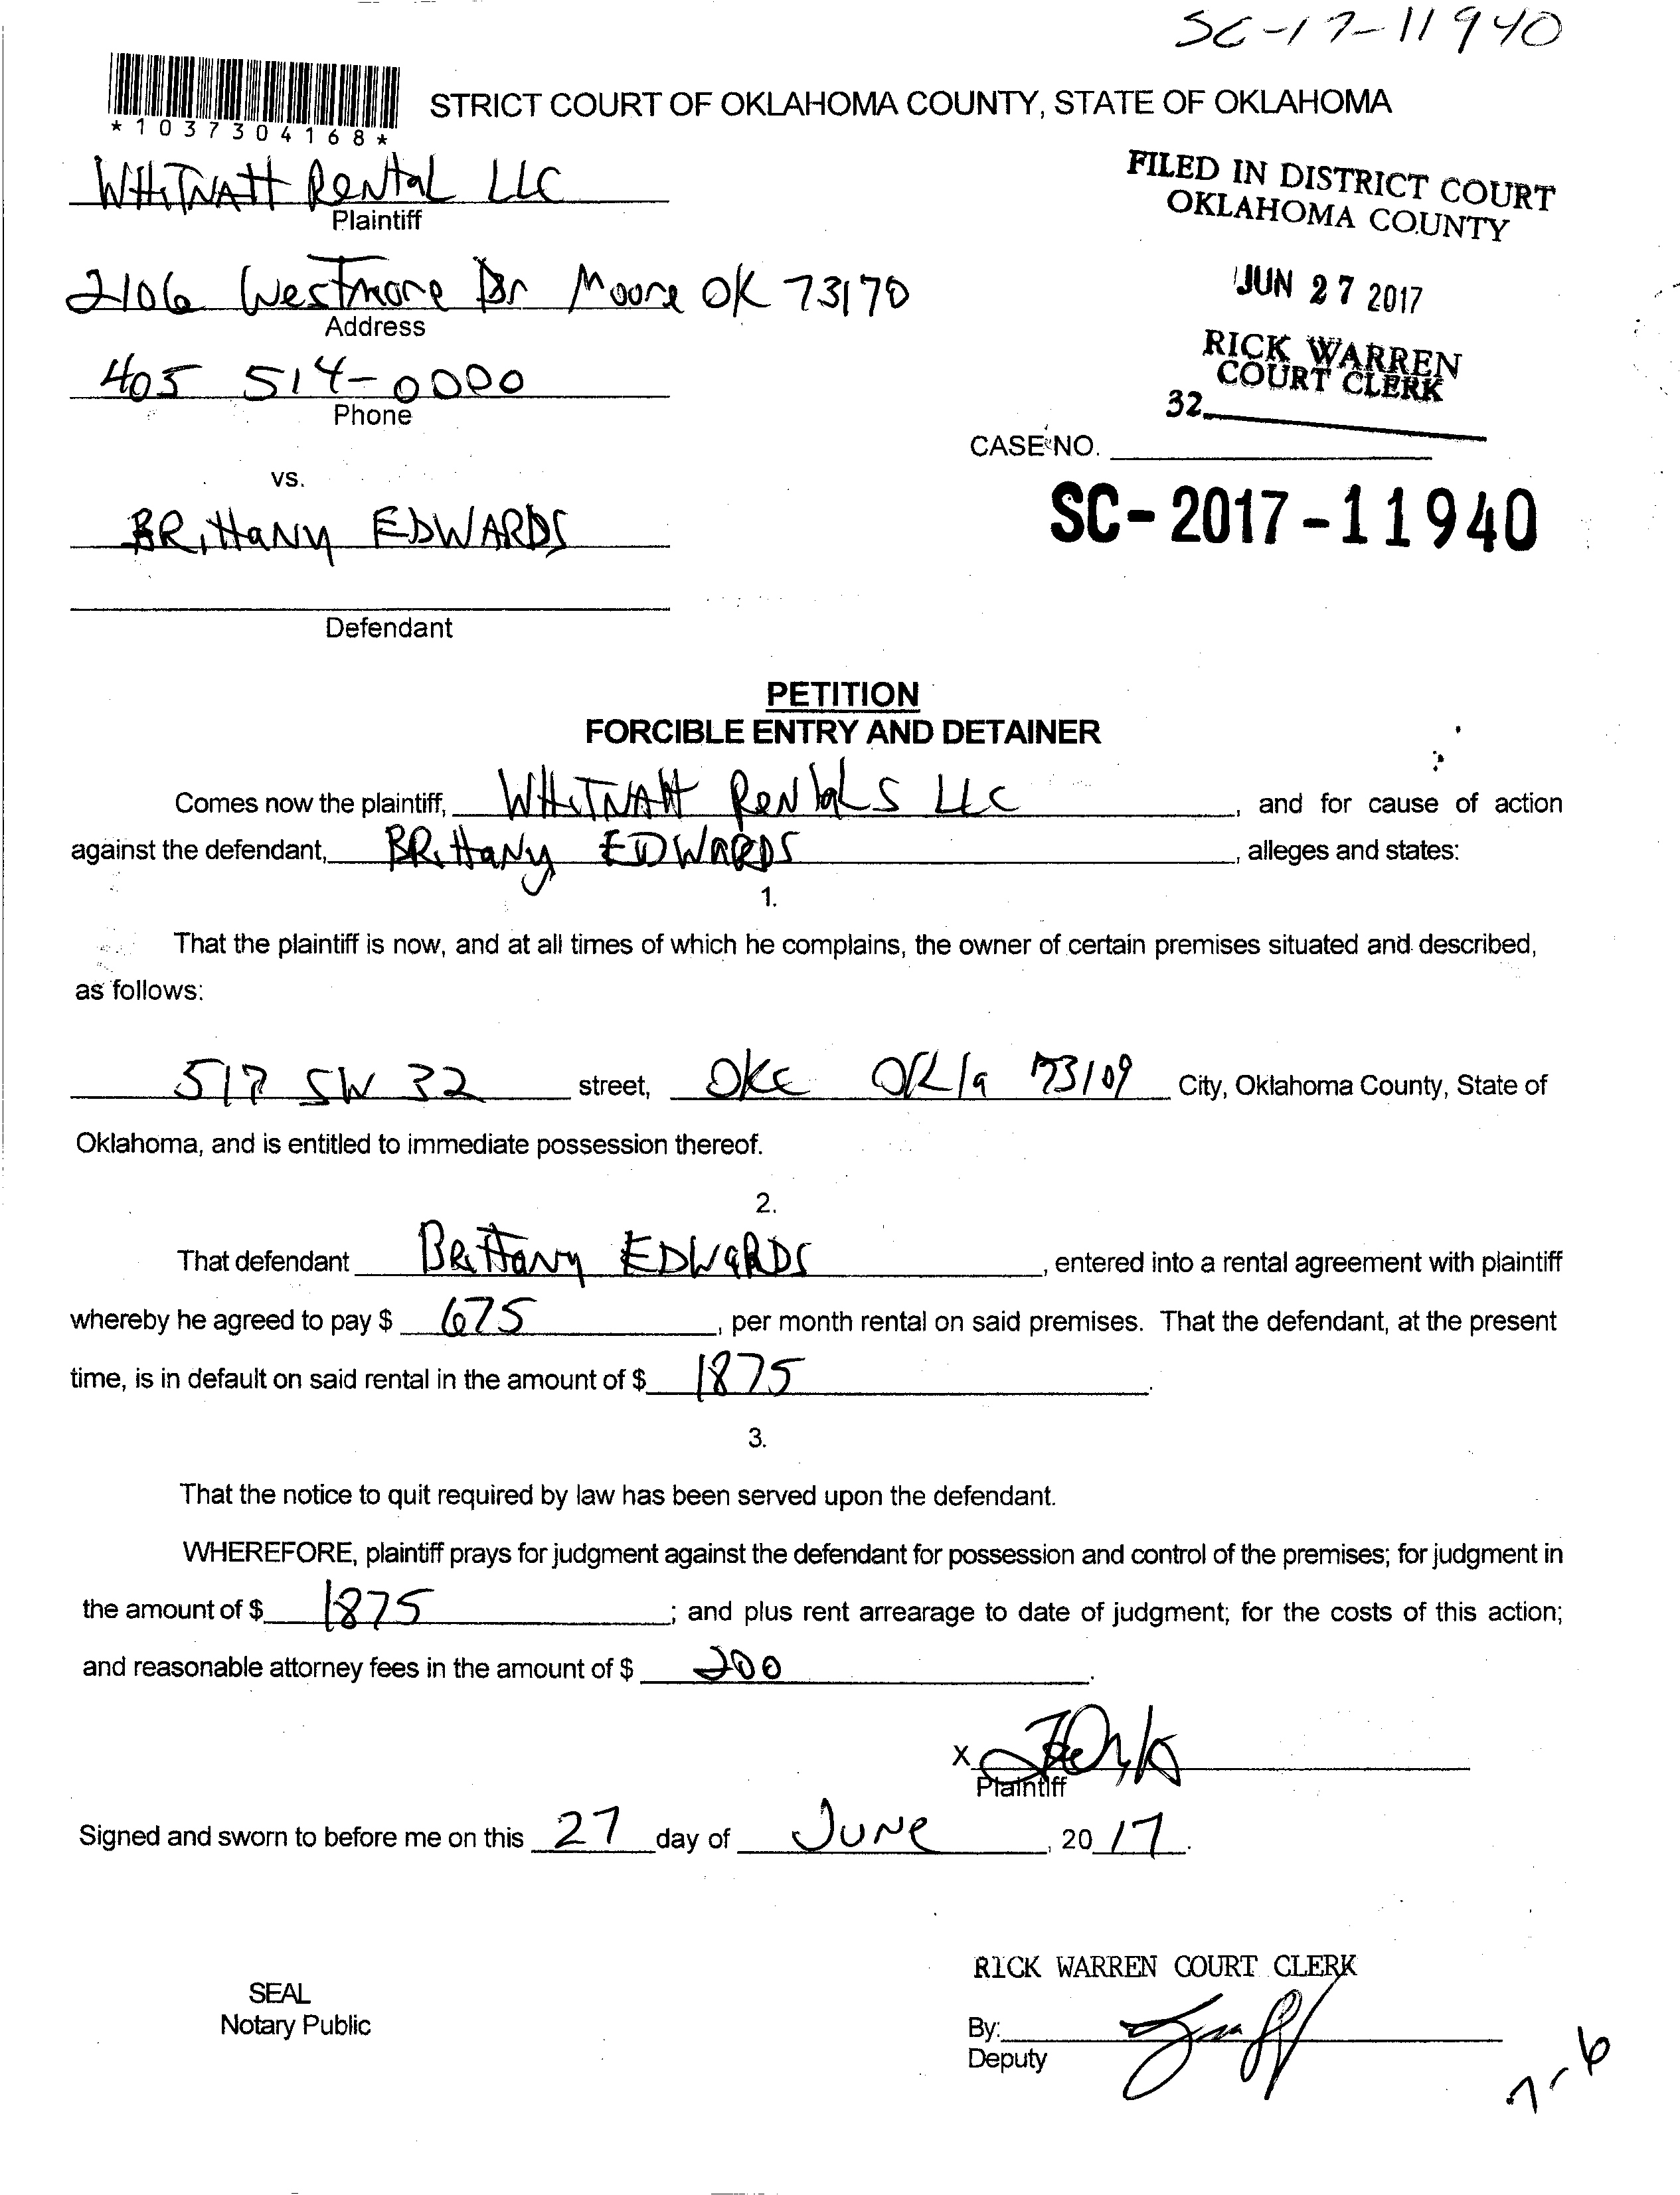 SC-17-11940
*1037304168*
STRICT COURT OF OKLAHOMA COUNTY, STATE OF OKLAHOMA
WHITNATT RENTAL LLC
Plaintiff
FILED IN DISTRICT COURT
OKLAHOMA COUNTY
2106 Westmore Dr Moore OK 73170
Address
JUN 27 2017
405 514-0000
Phone
RICK WARREN
COURT CLERK
32
CASE NO.
vs.
BRittaNy EDWARDS
SC-2017-11940
Defendant
PETITION
FORCIBLE ENTRY AND DETAINER
Comes now the plaintiff, WHITNATT RENtalS LLC, and for cause of action
against the defendant, BRittaNy EDWARDS, alleges and states:
1.
That the plaintiff is now, and at all times of which he complains, the owner of certain premises situated and described,
as follows:
517 SW 32 street, OKC Okla 73109 City, Oklahoma County, State of
Oklahoma, and is entitled to immediate possession thereof.
2.
That defendant BRittaNy EDWARDS, entered into a rental agreement with plaintiff
whereby he agreed to pay $ 675, per month rental on said premises. That the defendant, at the present
time, is in default on said rental in the amount of $ 1875.
3.
That the notice to quit required by law has been served upon the defendant.
WHEREFORE, plaintiff prays for judgment against the defendant for possession and control of the premises; for judgment in
the amount of $ 1875; and plus rent arrearage to date of judgment; for the costs of this action;
and reasonable attorney fees in the amount of $ 200.
X
Plaintiff
Signed and sworn to before me on this 27 day of JUNe, 2017.
RICK WARREN COURT CLERK
SEAL
Notary Public
By:
Deputy
7-6